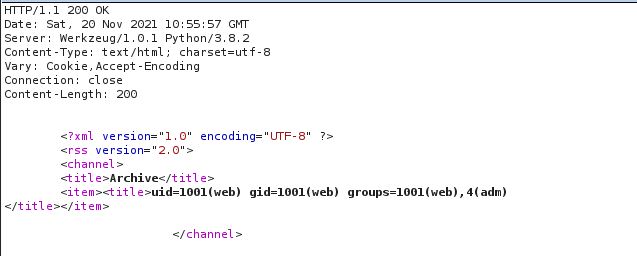 HTTP/1.1 200 OK
Date: Sat, 20 Nov 2021 10:55:57 GMT
Server: Werkzeug/1.0.1 Python/3.8.2
Content-Type: text/html; charset=utf-8
Vary: Cookie,Accept-Encoding
Connection: close
Content-Length: 200
<?xml version="1.0" encoding="UTF-8" ?>
<rss version="2.0">
<channel>
<title>Archive</title>
<item><title>uid=1001(web) gid=1001(web) groups=1001(web),4(adm)
</title></item>
</channel>